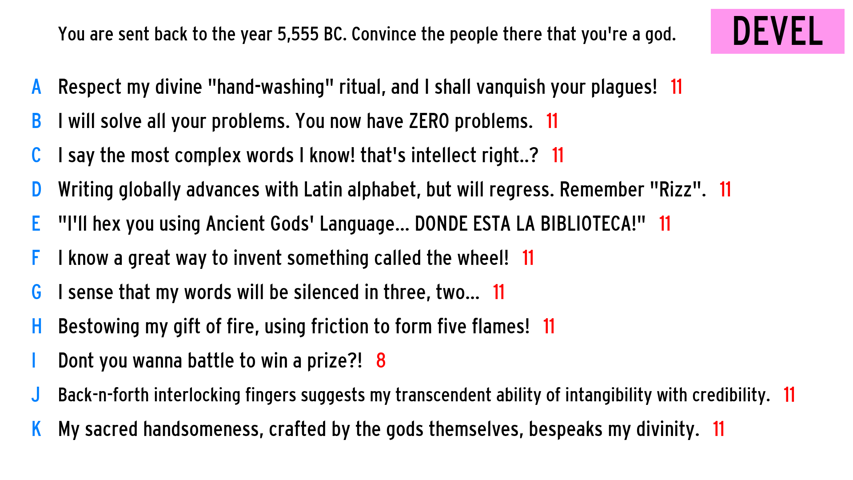 You are sent back to the year 5,555 BC. Convince the people there that you're a god.
DEVEL
A Respect my divine "hand-washing" ritual, and I shall vanquish your plagues! 11
B I will solve all your problems. You now have ZERO problems. 11
C I say the most complex words I know! that's intellect right..? 11
D Writing globally advances with Latin alphabet, but will regress. Remember "Rizz". 11
E "I'll hex you using Ancient Gods' Language... DONDE ESTA LA BIBLIOTECA!" 11
F I know a great way to invent something called the wheel! 11
G I sense that my words will be silenced in three, two... 11
H Bestowing my gift of fire, using friction to form five flames! 11
I Dont you wanna battle to win a prize?! 8
J Back-n-forth interlocking fingers suggests my transcendent ability of intangibility with credibility. 11
K My sacred handsomeness, crafted by the gods themselves, bespeaks my divinity. 11